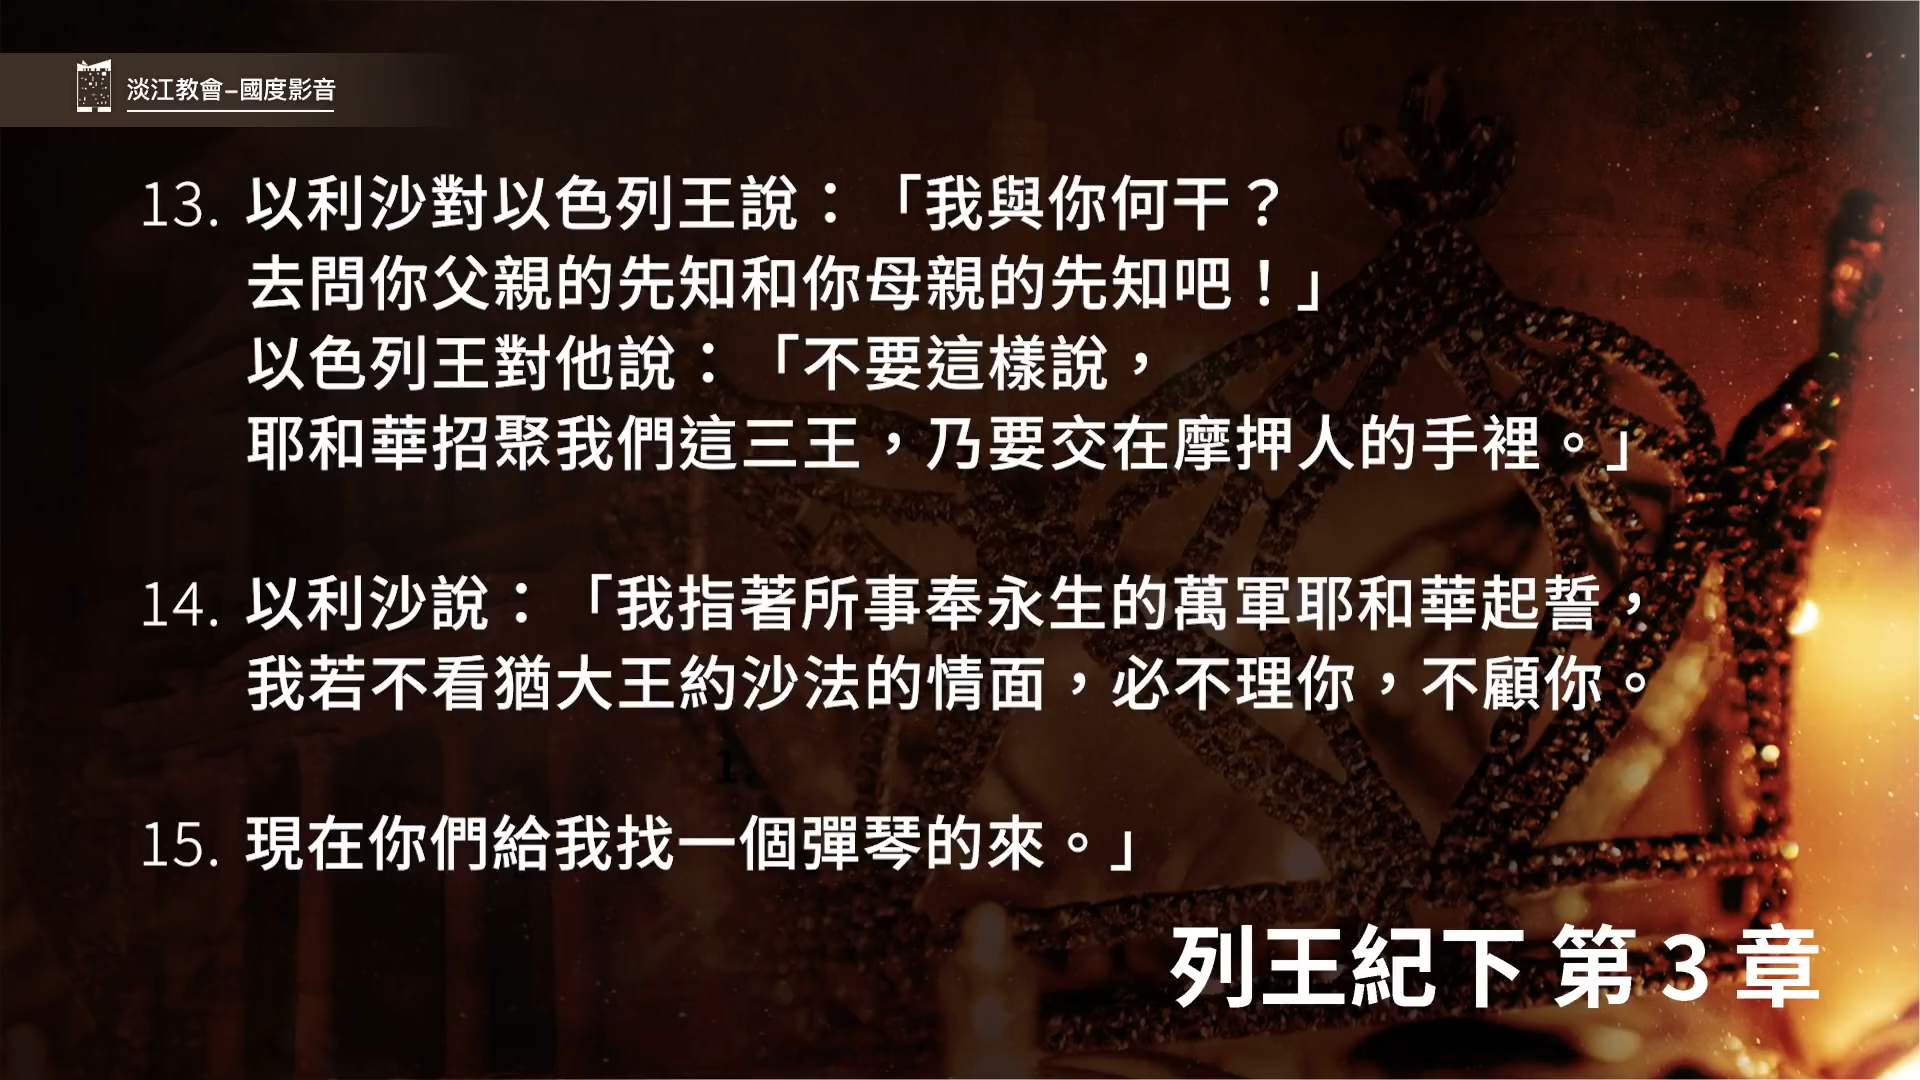 淡江教會–國度影音
13. 以利沙對以色列王說：「我與你何干？
去問你父親的先知和你母親的先知吧！」
以色列王對他說：「不要這樣說，
耶和華招聚我們這三王，乃要交在摩押人的手裡。」
14. 以利沙說：「我指著所事奉永生的萬軍耶和華起誓，
我若不看猶大王約沙法的情面，必不理你，不顧你。
1.
15. 現在你們給我找一個彈琴的來。」
列王紀下 第 3 章